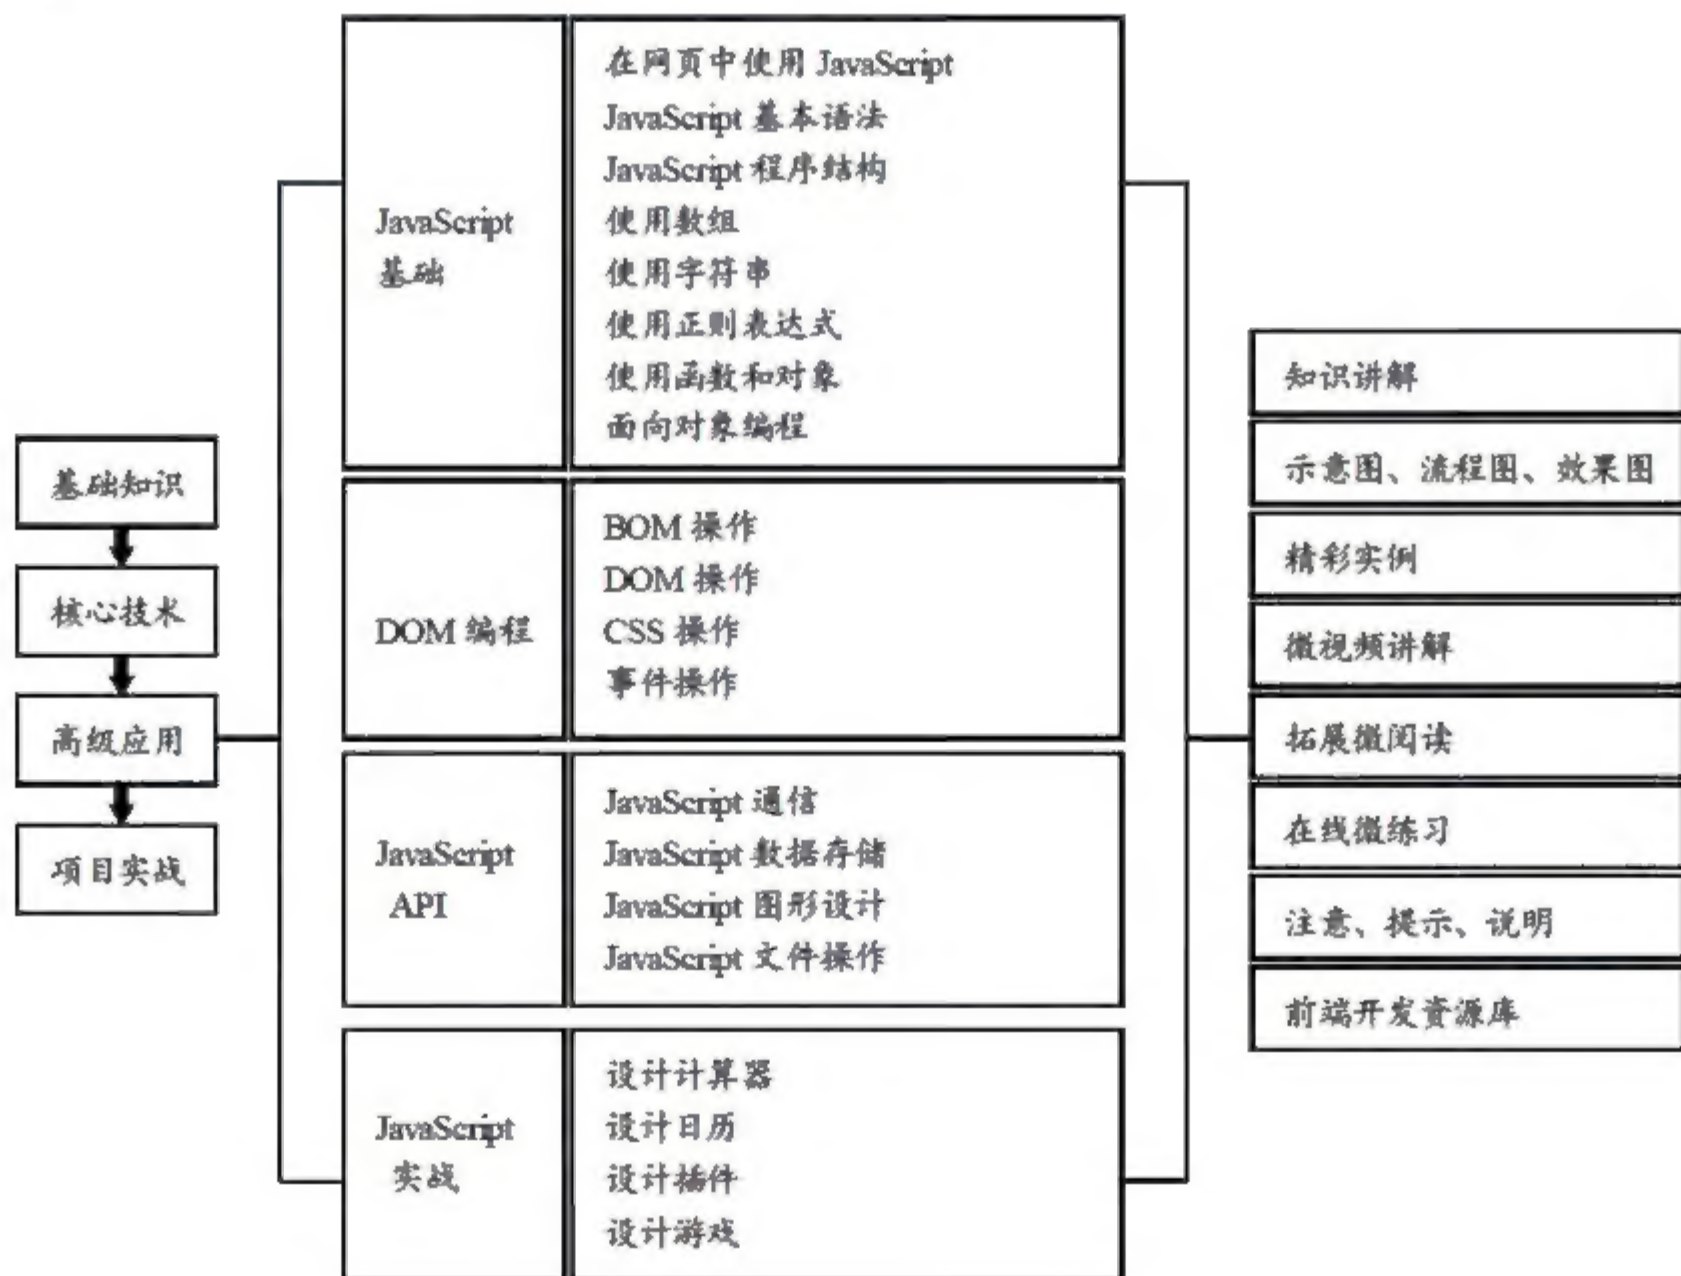 基础知识
核心技术
高级应用
项目实战
JavaScript
基础
在网页中使用 JavaScript
JavaScript 基本语法
JavaScript 程序结构
使用数组
使用字符串
使用正则表达式
使用函数和对象
面向对象编程
DOM 编程
BOM 操作
DOM 操作
CSS 操作
事件操作
JavaScript
API
JavaScript 通信
JavaScript 数据存储
JavaScript 图形设计
JavaScript 文件操作
JavaScript
实战
设计计算器
设计日历
设计插件
设计游戏
知识讲解
示意图、流程图、效果图
精彩实例
微视频讲解
拓展微阅读
在线微练习
注意、提示、说明
前端开发资源库